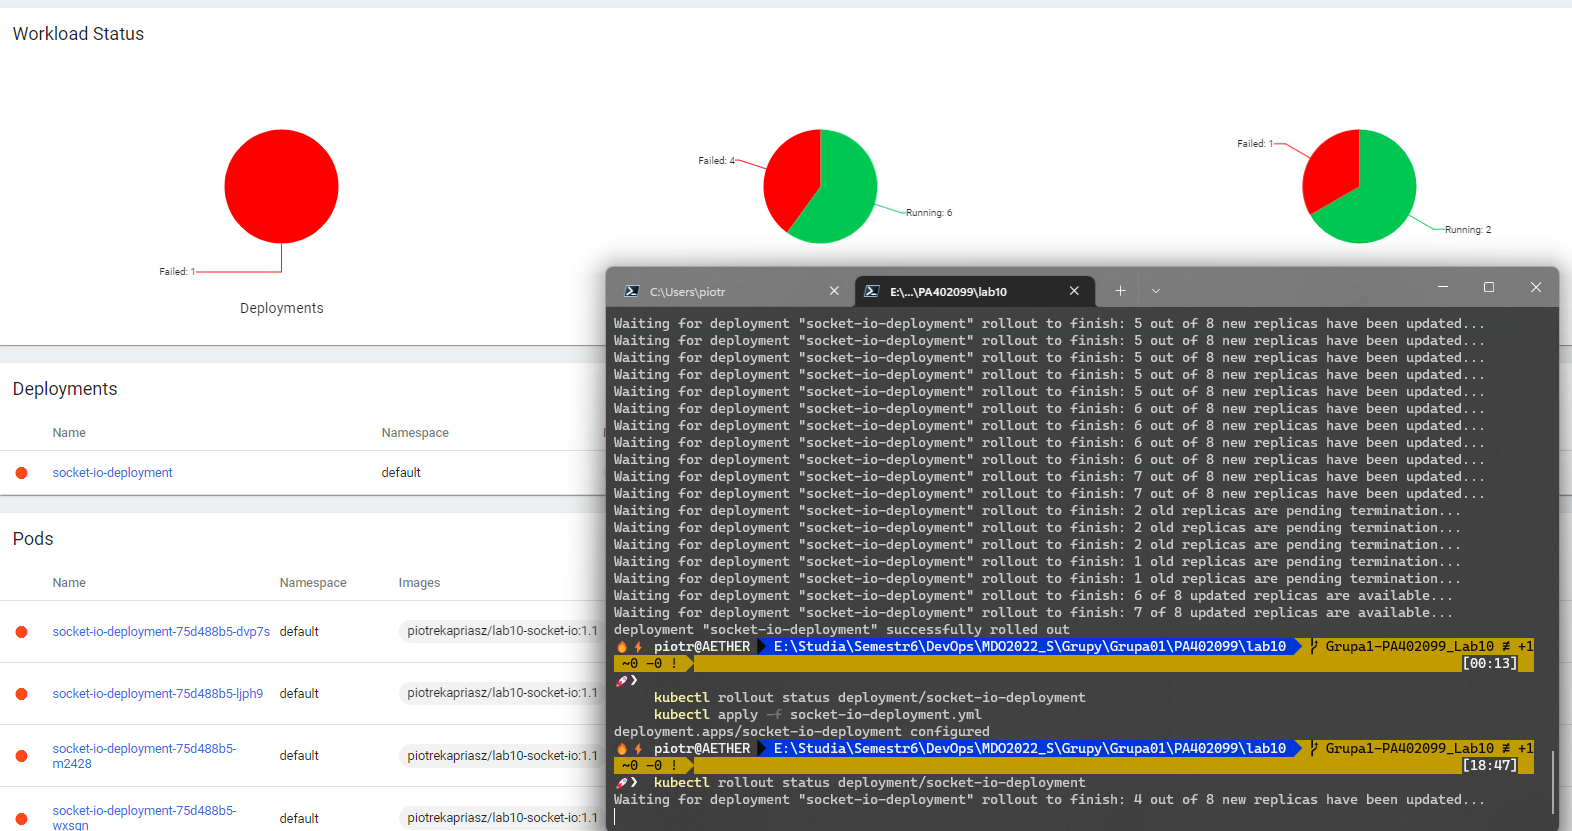 Workload Status
Failed: 1
Deployments
Failed: 4
Running: 6
Failed: 1
Running: 2
Deployments
Name Namespace
socket-io-deployment default
Pods
Name Namespace Images
socket-io-deployment-75d488b5-dvp7s default piotrekapriasz/lab10-socket-io:1.1
socket-io-deployment-75d488b5-ljph9 default piotrekapriasz/lab10-socket-io:1.1
socket-io-deployment-75d488b5-
m2428 default piotrekapriasz/lab10-socket-io:1.1
socket-io-deployment-75d488b5-
wxsqn default piotrekapriasz/lab10-socket-io:1.1
C:\Users\piotr
E:\...\PA402099\lab10
Waiting for deployment "socket-io-deployment" rollout to finish: 5 out of 8 new replicas have been updated...
Waiting for deployment "socket-io-deployment" rollout to finish: 5 out of 8 new replicas have been updated...
Waiting for deployment "socket-io-deployment" rollout to finish: 5 out of 8 new replicas have been updated...
Waiting for deployment "socket-io-deployment" rollout to finish: 5 out of 8 new replicas have been updated...
Waiting for deployment "socket-io-deployment" rollout to finish: 5 out of 8 new replicas have been updated...
Waiting for deployment "socket-io-deployment" rollout to finish: 6 out of 8 new replicas have been updated...
Waiting for deployment "socket-io-deployment" rollout to finish: 6 out of 8 new replicas have been updated...
Waiting for deployment "socket-io-deployment" rollout to finish: 6 out of 8 new replicas have been updated...
Waiting for deployment "socket-io-deployment" rollout to finish: 6 out of 8 new replicas have been updated...
Waiting for deployment "socket-io-deployment" rollout to finish: 7 out of 8 new replicas have been updated...
Waiting for deployment "socket-io-deployment" rollout to finish: 7 out of 8 new replicas have been updated...
Waiting for deployment "socket-io-deployment" rollout to finish: 2 old replicas are pending termination...
Waiting for deployment "socket-io-deployment" rollout to finish: 2 old replicas are pending termination...
Waiting for deployment "socket-io-deployment" rollout to finish: 2 old replicas are pending termination...
Waiting for deployment "socket-io-deployment" rollout to finish: 1 old replicas are pending termination...
Waiting for deployment "socket-io-deployment" rollout to finish: 1 old replicas are pending termination...
Waiting for deployment "socket-io-deployment" rollout to finish: 6 of 8 updated replicas are available...
Waiting for deployment "socket-io-deployment" rollout to finish: 7 of 8 updated replicas are available...
deployment "socket-io-deployment" successfully rolled out
piotr@AETHER E:\Studia\Semestr6\DevOps\MDO2022_S\Grupy\Grupa01\PA402099\lab10 Grupa1-PA402099_Lab10 ≢ +1
~0 -0 ! [00:13]
❯
kubectl rollout status deployment/socket-io-deployment
kubectl apply -f socket-io-deployment.yml
deployment.apps/socket-io-deployment configured
piotr@AETHER E:\Studia\Semestr6\DevOps\MDO2022_S\Grupy\Grupa01\PA402099\lab10 Grupa1-PA402099_Lab10 ≢ +1
~0 -0 ! [18:47]
❯ kubectl rollout status deployment/socket-io-deployment
Waiting for deployment "socket-io-deployment" rollout to finish: 4 out of 8 new replicas have been updated...